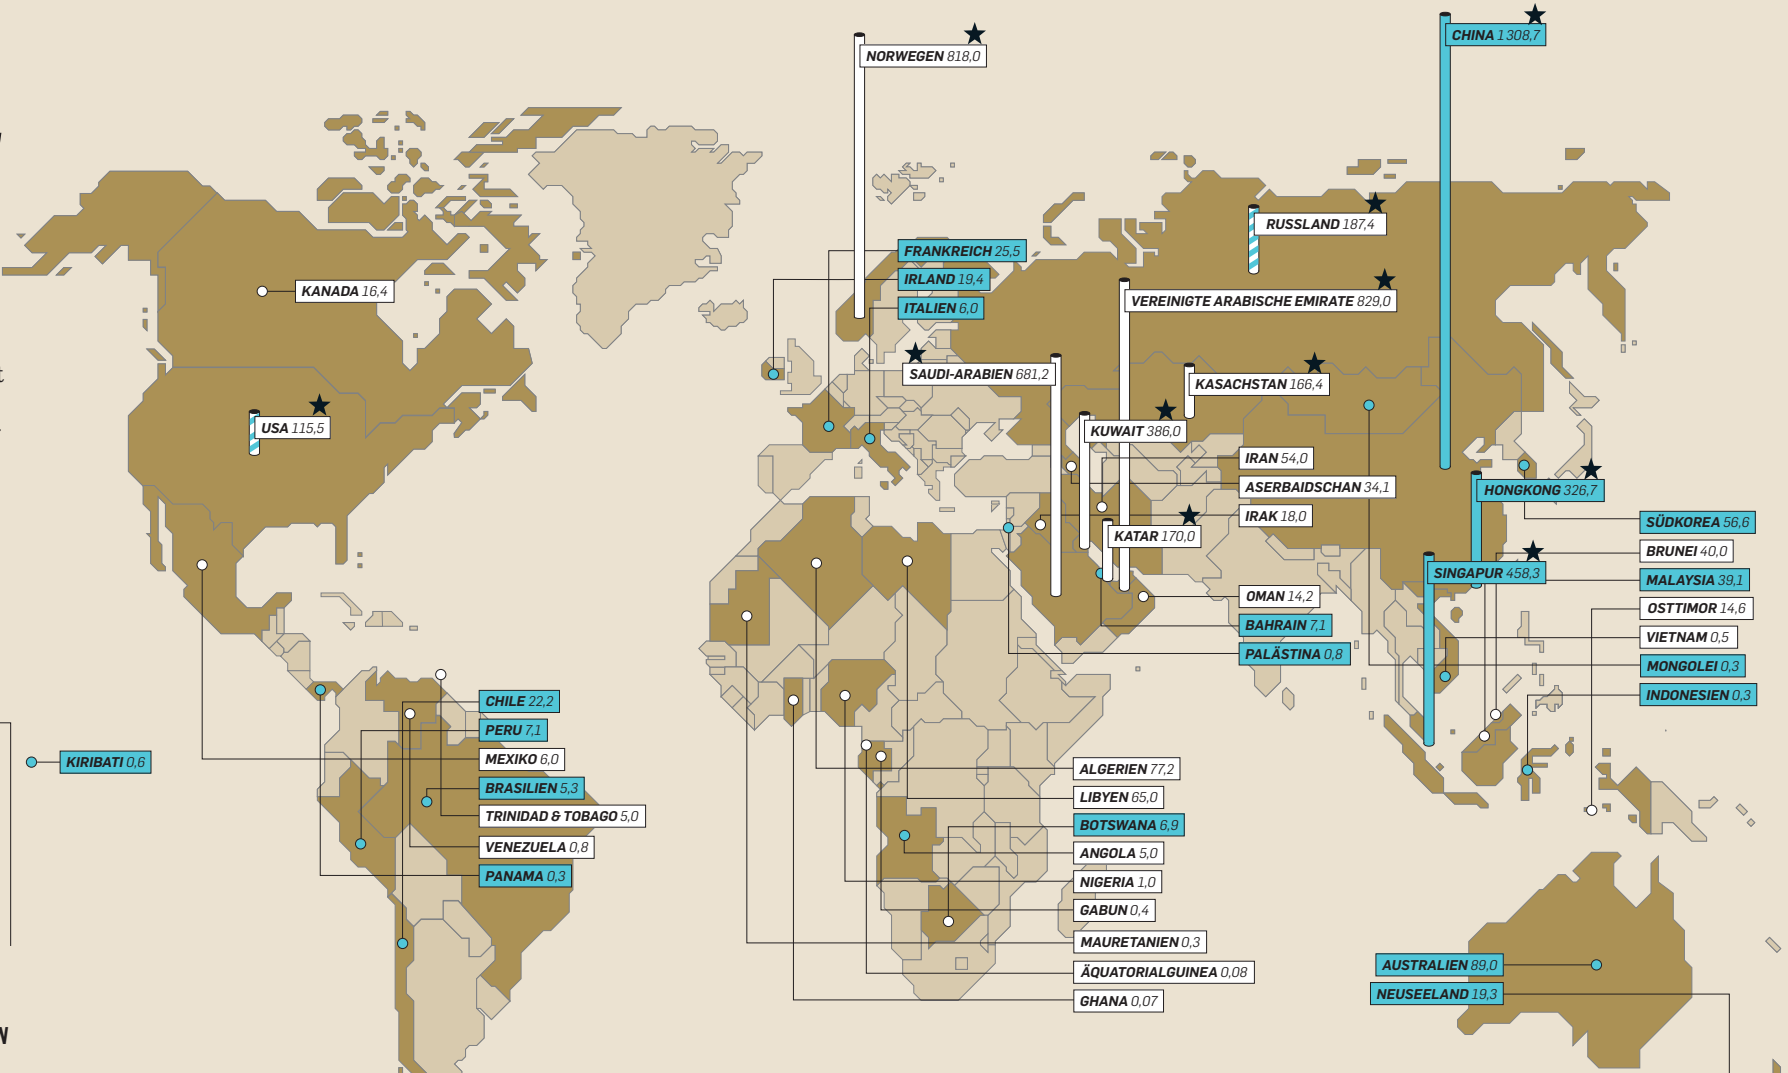 NORWEGEN 818,0
CHINA 1308,7
RUSSLAND 187,4
FRANKREICH 25,5
IRLAND 19,4
ITALIEN 6,0
KANADA 16,4
VEREINIGTE ARABISCHE EMIRATE 829,0
SAUDI-ARABIEN 681,2
KASACHSTAN 166,4
USA 115,5
KUWAIT 386,0
IRAN 54,0
ASERBAIDSCHAN 34,1
IRAK 18,0
KATAR 170,0
HONGKONG 326,7
SINGAPUR 458,3
SÜDKOREA 56,6
BRUNEI 40,0
MALAYSIA 39,1
OSTTIMOR 14,6
VIETNAM 0,5
MONGOLEI 0,3
INDONESIEN 0,3
OMAN 14,2
BAHRAIN 7,1
PALÄSTINA 0,8
KIRIBATI 0,6
CHILE 22,2
PERU 7,1
MEXIKO 6,0
BRASILIEN 5,3
TRINIDAD & TOBAGO 5,0
VENEZUELA 0,8
PANAMA 0,3
ALGERIEN 77,2
LIBYEN 65,0
BOTSWANA 6,9
ANGOLA 5,0
NIGERIA 1,0
GABUN 0,4
MAURETANIEN 0,3
ÄQUATORIALGUINEA 0,08
GHANA 0,07
AUSTRALIEN 89,0
NEUSEELAND 19,3